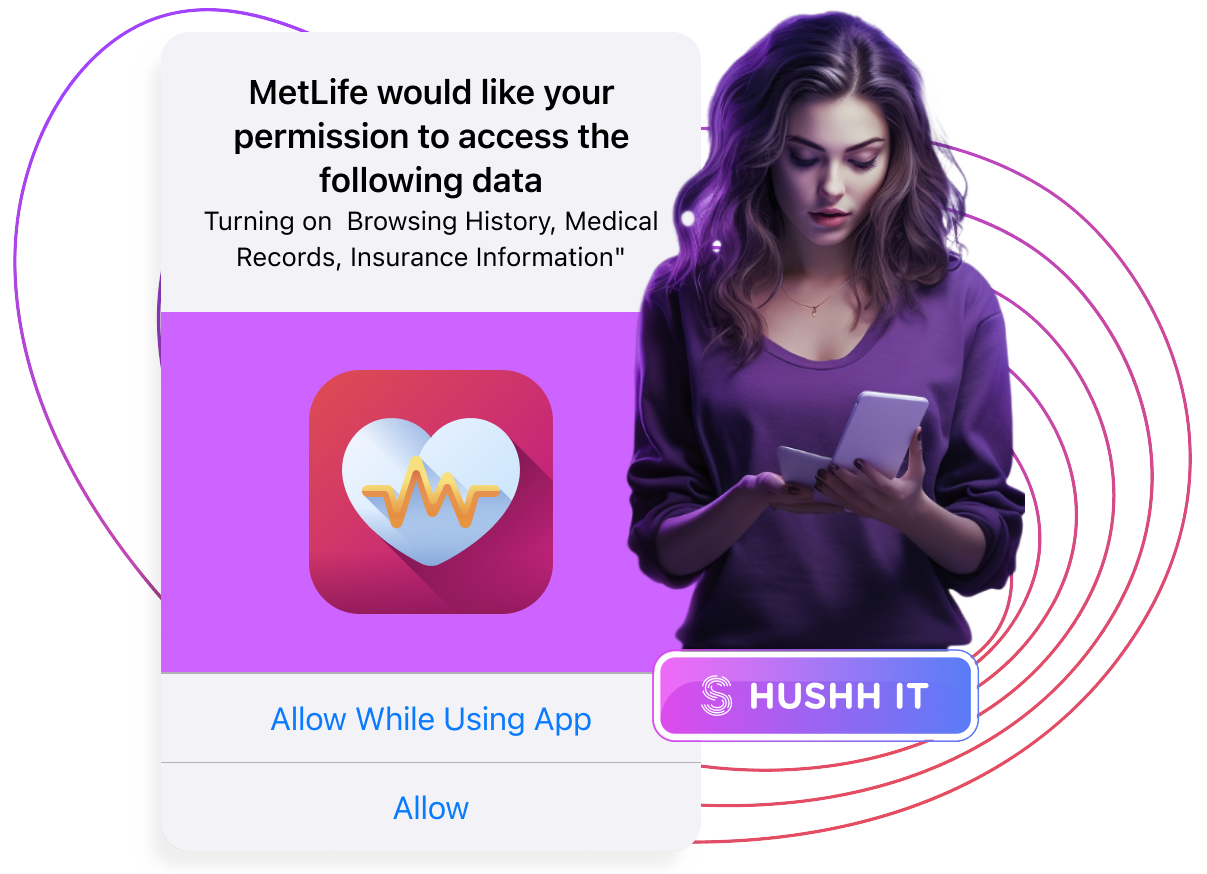 MetLife would like your
permission to access the
following data
Turning on  Browsing History, Medical
Records, Insurance Information"
HUSHH IT
Allow While Using App
Allow